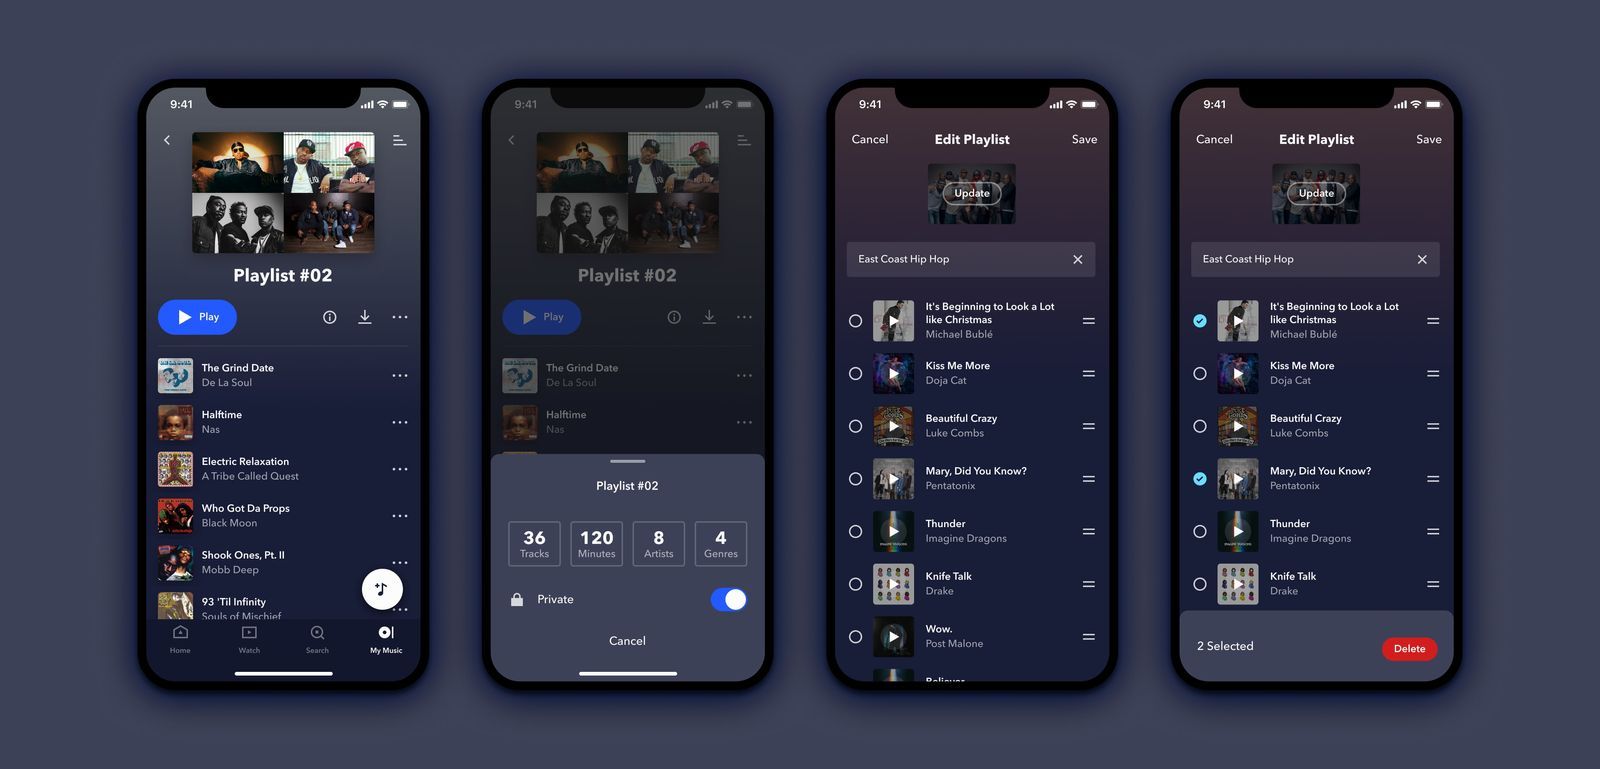 9:41
Playlist #02
Play
The Grind Date
De La Soul
Halftime
Nas
Electric Relaxation
A Tribe Called Quest
Who Got Da Props
Black Moon
Shook Ones, Pt. II
Mobb Deep
93 'Til Infinity
Souls of Mischief
Home
Watch
Search
My Music
9:41
Playlist #02
Play
The Grind Date
De La Soul
Halftime
Nas
Playlist #02
36
Tracks
120
Minutes
8
Artists
4
Genres
Private
Cancel
9:41
Cancel
Edit Playlist
Save
Update
East Coast Hip Hop
It's Beginning to Look a Lot
like Christmas
Michael Bublé
Kiss Me More
Doja Cat
Beautiful Crazy
Luke Combs
Mary, Did You Know?
Pentatonix
Thunder
Imagine Dragons
Knife Talk
Drake
Wow.
Post Malone
Believer
9:41
Cancel
Edit Playlist
Save
Update
East Coast Hip Hop
It's Beginning to Look a Lot
like Christmas
Michael Bublé
Kiss Me More
Doja Cat
Beautiful Crazy
Luke Combs
Mary, Did You Know?
Pentatonix
Thunder
Imagine Dragons
Knife Talk
Drake
2 Selected
Delete